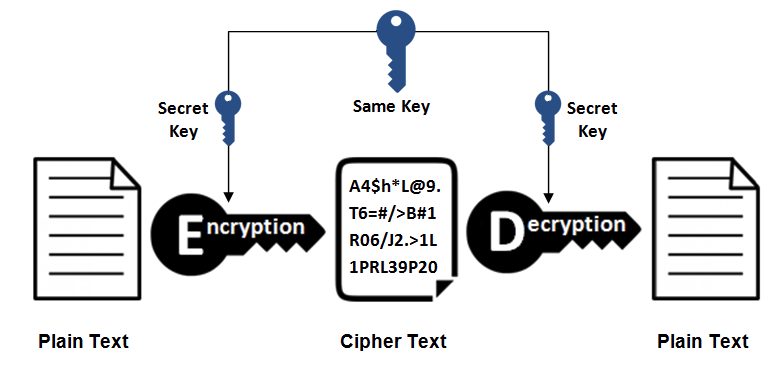 Same Key
Secret
Key
Secret
Key
Encryption
A4$h*L@9.
T6=#/>B#1
R06/J2.>1L
1PRL39P20
Decryption
Plain Text
Cipher Text
Plain Text